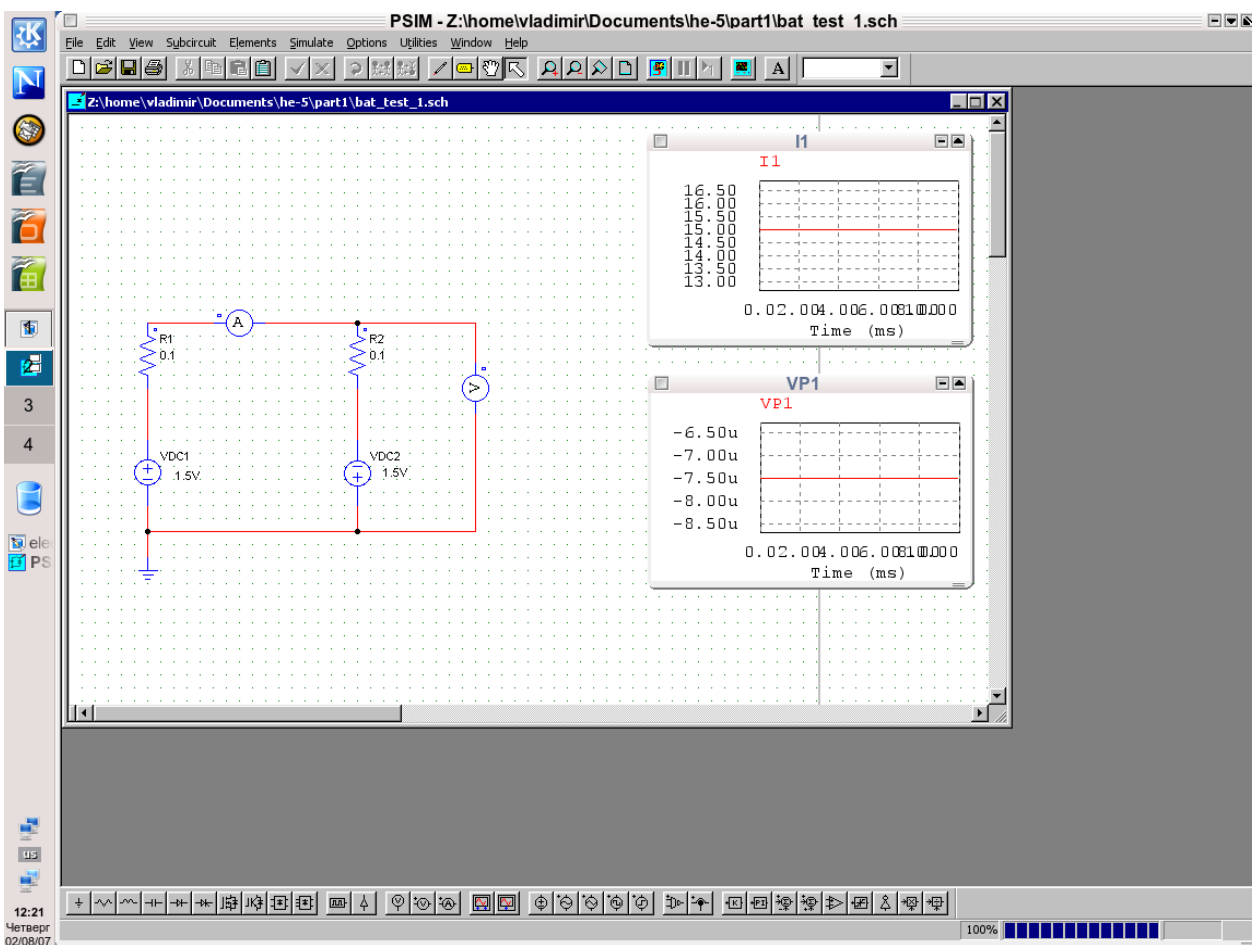 PSIM - Z:\home\vladimir\Documents\he-5\part1\bat_test_1.sch
File Edit View Subcircuit Elements Simulate Options Utilities Window Help
A
Z:\home\vladimir\Documents\he-5\part1\bat_test_1.sch
I1
I1
16.50
16.00
15.50
15.00
14.50
14.00
13.50
13.00
Time (ms)
A
R1
0.1
R2
0.1
V
VDC1
1.5V
VDC2
1.5V
VP1
VP1
-6.50u
-7.00u
-7.50u
-8.00u
-8.50u
Time (ms)
N
3
4
ele
PS
us
12:21
Четверг
02/08/07
100%